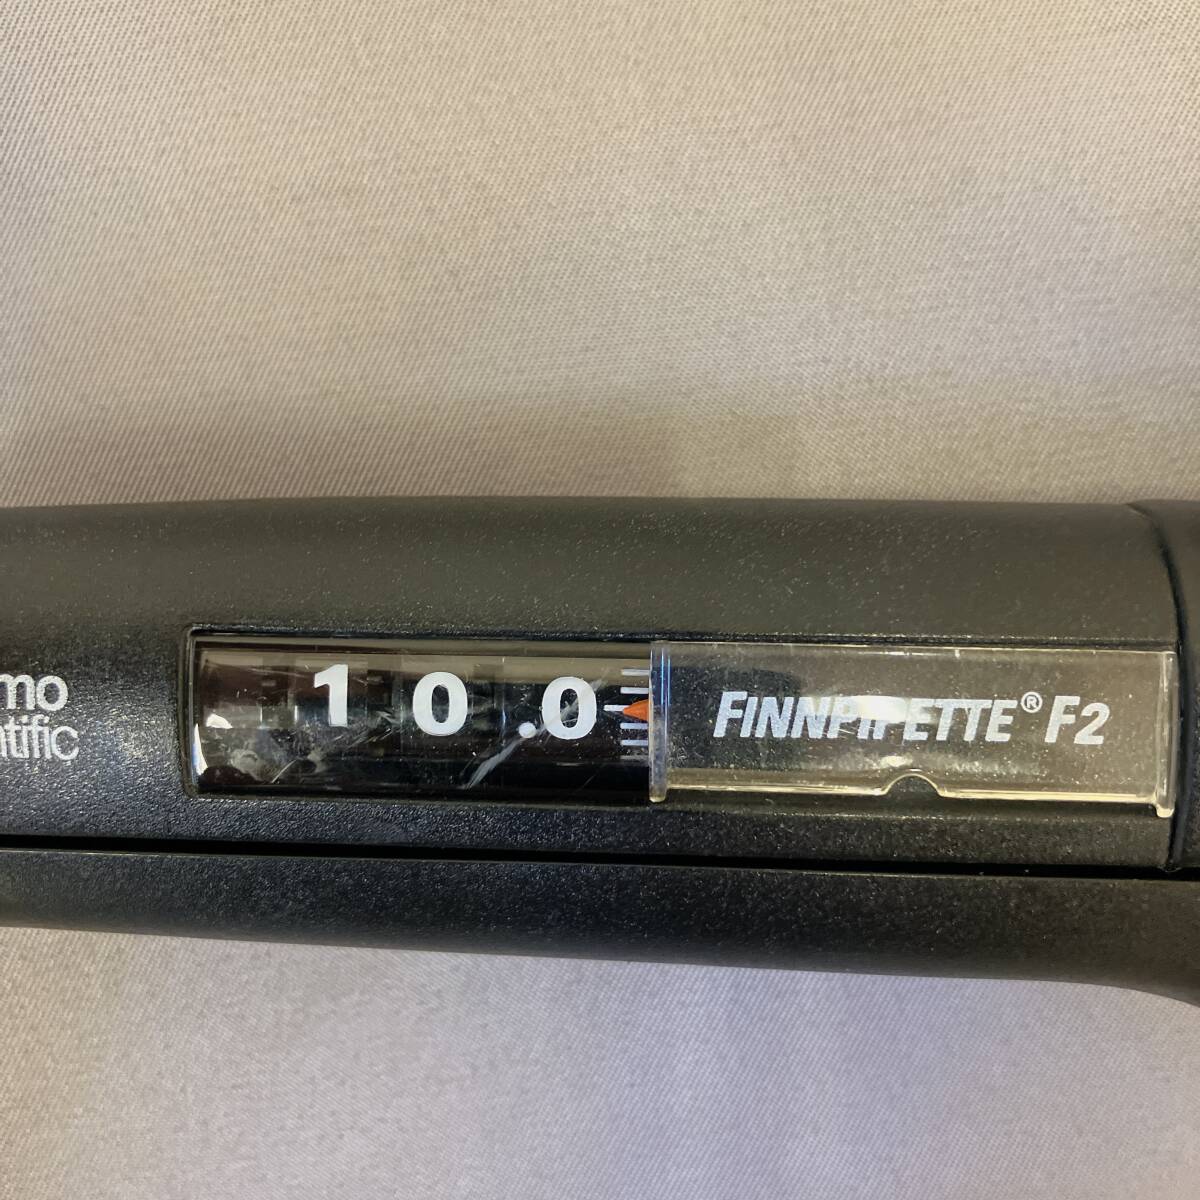 mo
ntific
10.0
FINNPIPETTE® F2